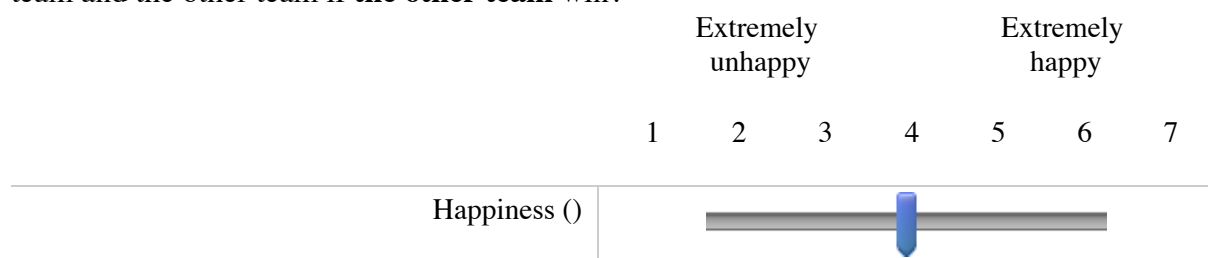 team and the other team if the other team win?
Extremely Extremely
unhappy happy
1 2 3 4 5 6 7
Happiness ()